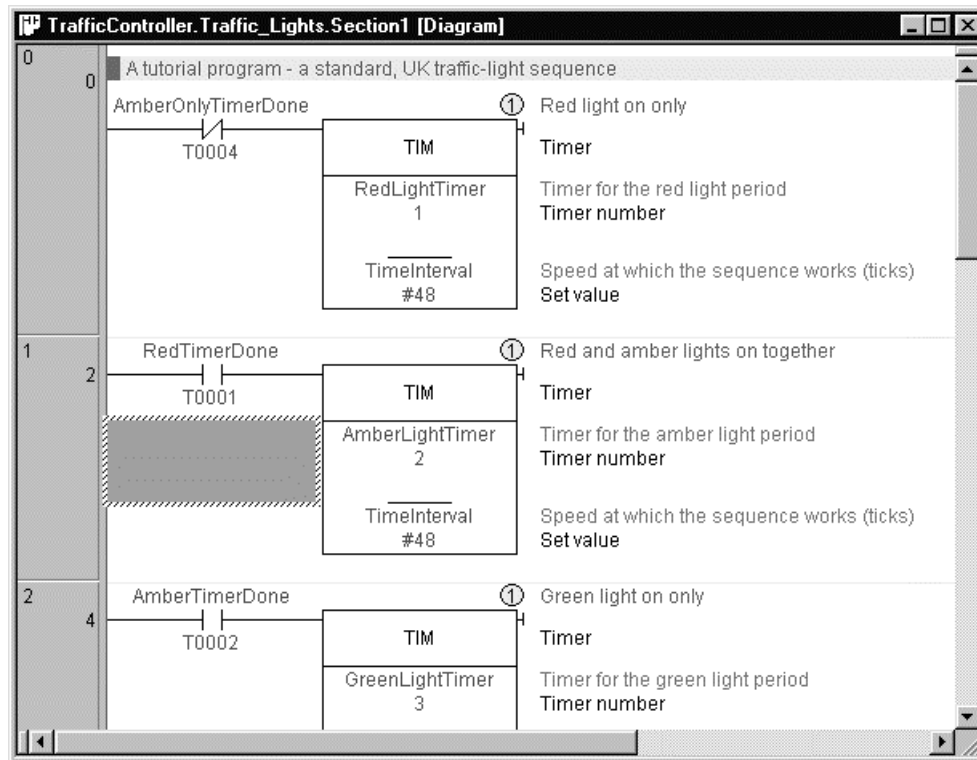 TrafficController.Traffic_Lights.Section1 [Diagram]
0
0
A tutorial program - a standard, UK traffic-light sequence
AmberOnlyTimerDone
T0004
1 Red light on only
TIM
Timer
RedLightTimer
1
Timer for the red light period
Timer number
TimeInterval
#48
Speed at which the sequence works (ticks)
Set value
1
2
RedTimerDone
T0001
1 Red and amber lights on together
TIM
Timer
AmberLightTimer
2
Timer for the amber light period
Timer number
TimeInterval
#48
Speed at which the sequence works (ticks)
Set value
2
4
AmberTimerDone
T0002
1 Green light on only
TIM
Timer
GreenLightTimer
3
Timer for the green light period
Timer number